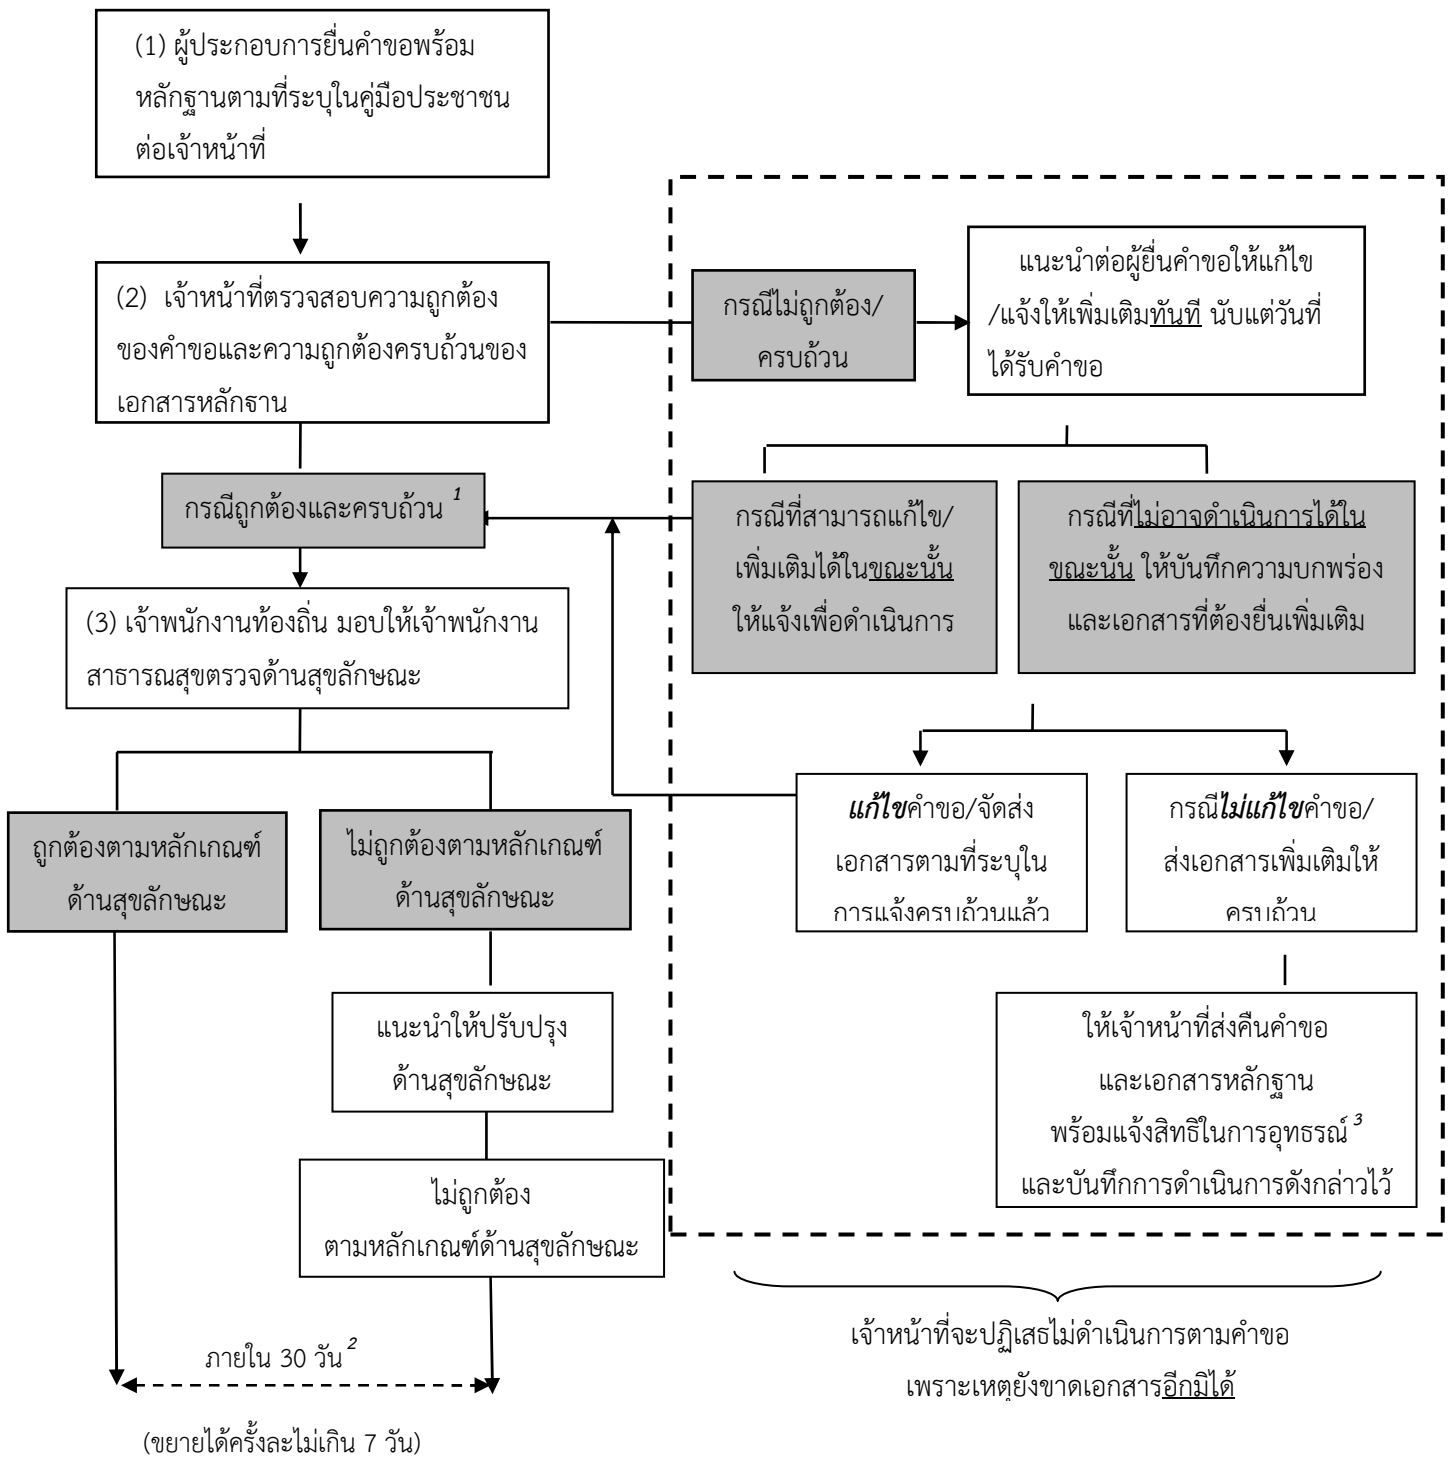 (1) ผู้ประกอบการยื่นคำขอพร้อม
หลักฐานตามที่ระบุในคู่มือประชาชน
ต่อเจ้าหน้าที่
(2) เจ้าหน้าที่ตรวจสอบความถูกต้อง
ของคำขอและความถูกต้องครบถ้วนของ
เอกสารหลักฐาน
กรณีไม่ถูกต้อง/
ครบถ้วน
แนะนำต่อผู้ยื่นคำขอให้แก้ไข
/แจ้งให้เพิ่มเติมทันที นับแต่วันที่
ได้รับคำขอ
กรณีถูกต้องและครบถ้วน 1
กรณีที่สามารถแก้ไข/
เพิ่มเติมได้ในขณะนั้น
ให้แจ้งเพื่อดำเนินการ
กรณีที่ไม่อาจดำเนินการได้ใน
ขณะนั้น ให้บันทึกความบกพร่อง
และเอกสารที่ต้องยื่นเพิ่มเติม
(3) เจ้าพนักงานท้องถิ่น มอบให้เจ้าพนักงาน
สาธารณสุขตรวจด้านสุขลักษณะ
ถูกต้องตามหลักเกณฑ์
ด้านสุขลักษณะ
ไม่ถูกต้องตามหลักเกณฑ์
ด้านสุขลักษณะ
แก้ไขคำขอ/จัดส่ง
เอกสารตามที่ระบุใน
การแจ้งครบถ้วนแล้ว
กรณีไม่แก้ไขคำขอ/
ส่งเอกสารเพิ่มเติมให้
ครบถ้วน
แนะนำให้ปรับปรุง
ด้านสุขลักษณะ
ให้เจ้าหน้าที่ส่งคืนคำขอ
และเอกสารหลักฐาน
พร้อมแจ้งสิทธิในการอุทธรณ์ 3
และบันทึกการดำเนินการดังกล่าวไว้
ไม่ถูกต้อง
ตามหลักเกณฑ์ด้านสุขลักษณะ
เจ้าหน้าที่จะปฏิเสธไม่ดำเนินการตามคำขอ
เพราะเหตุยังขาดเอกสารอีกมิได้
ภายใน 30 วัน 2
(ขยายได้ครั้งละไม่เกิน 7 วัน)